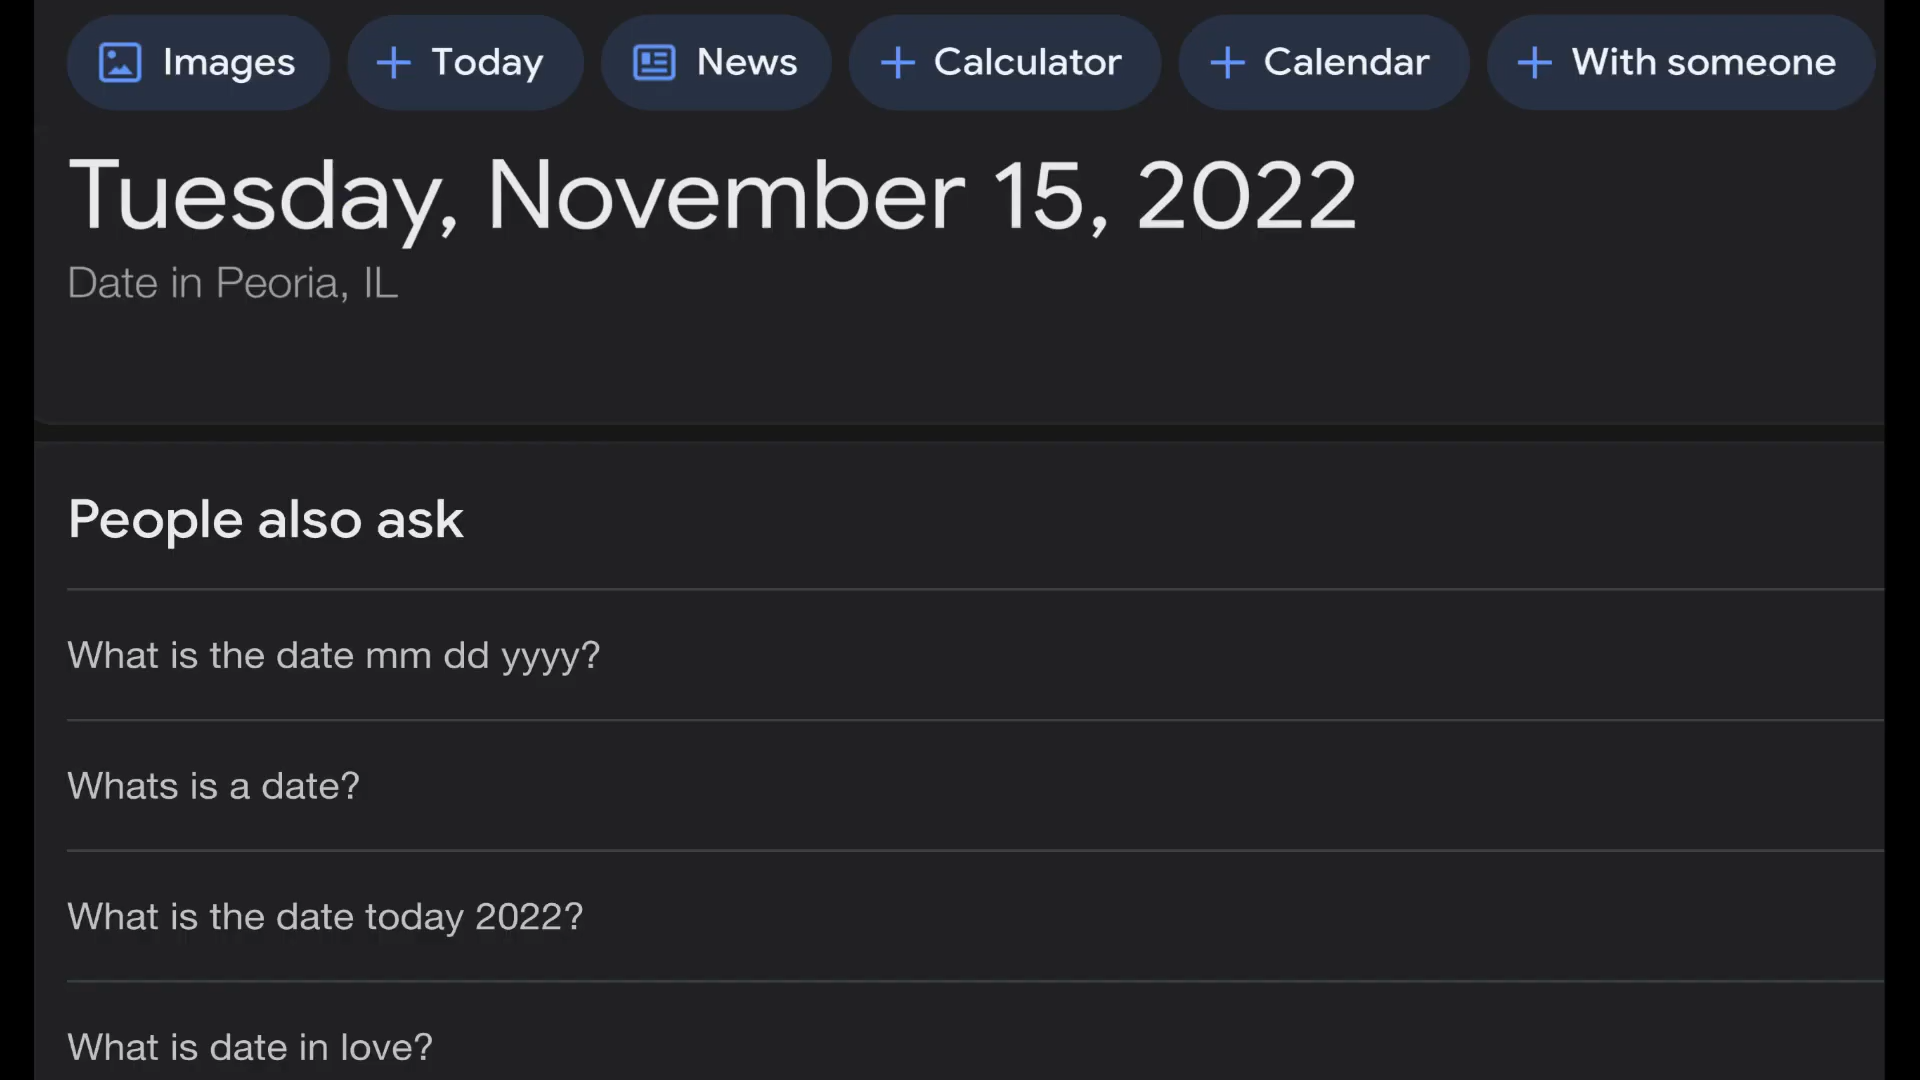 Images Today News Calculator Calendar With someone
Tuesday, November 15, 2022
Date in Peoria, IL
People also ask
What is the date mm dd yyyy?
Whats is a date?
What is the date today 2022?
What is date in love?